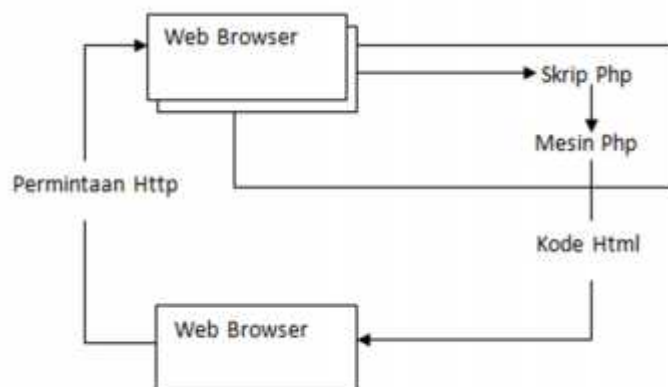 Web Browser
Skrip Php
Mesin Php
Permintaan Http
Kode Html
Web Browser